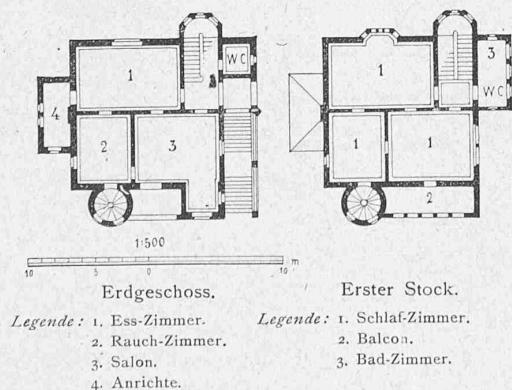 1
WC
4
2
3
1
3
WC
1
1
2
1:500
10 5 0 10 m
Erdgeschoss.
Legende: 1. Ess-Zimmer.
2. Rauch-Zimmer.
3. Salon.
4. Anrichte.
Erster Stock.
Legende: 1. Schlaf-Zimmer.
2. Balcon.
3. Bad-Zimmer.